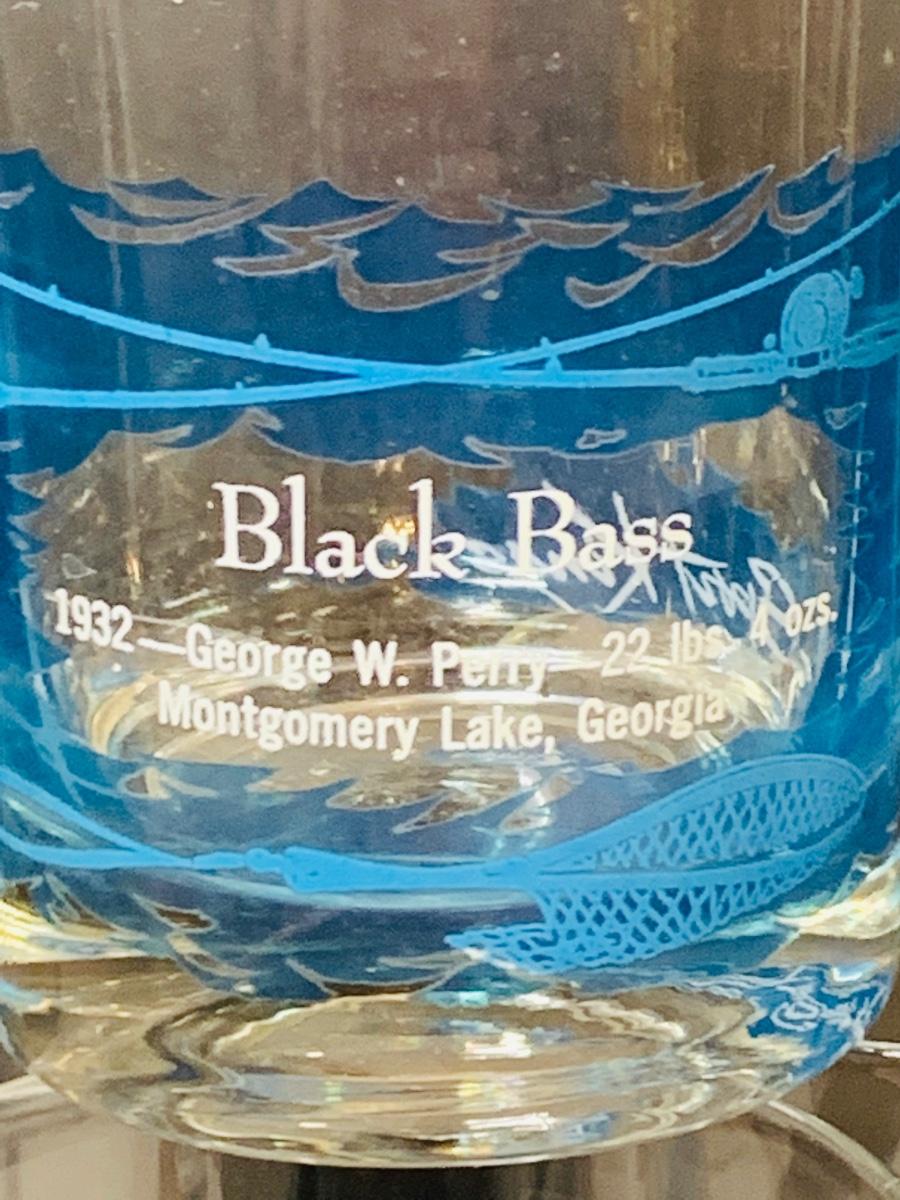 Black Bass
1932—George W. Perry—22 lbs. 4 ozs.
Montgomery Lake, Georgia